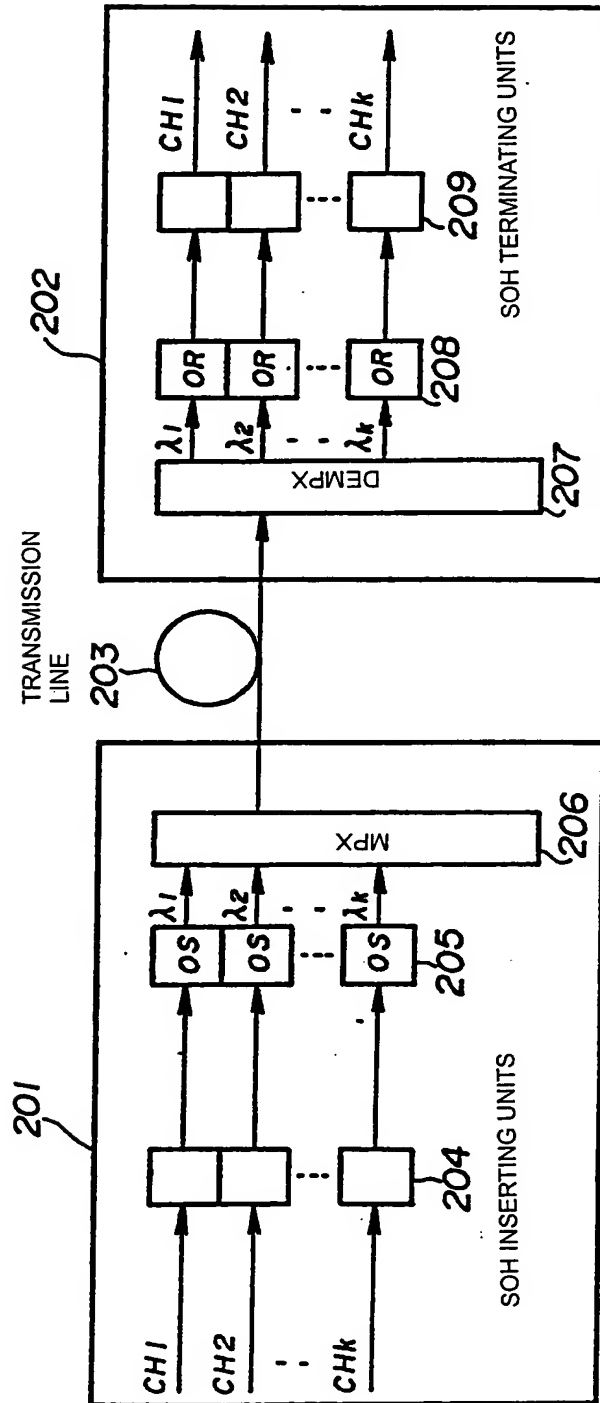 201
CH1
CH2
CHk
204
SOH INSERTING UNITS
OS
OS
OS
205
λ1
λ2
λk
MPX
206
TRANSMISSION
LINE
203
202
DEMPX
207
λ1
λ2
λk
OR
OR
OR
208
209
SOH TERMINATING UNITS
CH1
CH2
CHk